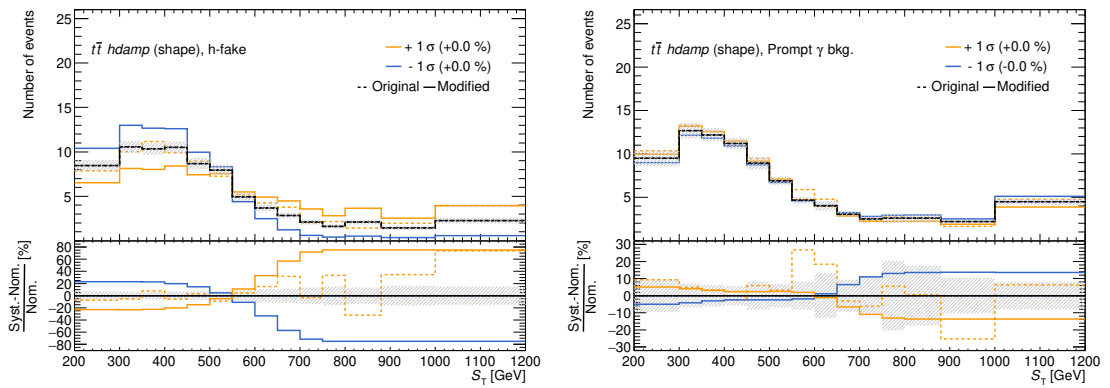 Number of events
25
20
15
10
5
tt̄ hdamp (shape), h-fake
+ 1 σ (+0.0 %)
- 1 σ (+0.0 %)
Original Modified
Syst.-Nom.
Nom. [%]
80
60
40
20
0
−20
−40
−60
−80
200 300 400 500 600 700 800 900 1000 1100 1200
S_T [GeV]
Number of events
25
20
15
10
5
tt̄ hdamp (shape), Prompt γ bkg.
+ 1 σ (+0.0 %)
- 1 σ (-0.0 %)
Original Modified
Syst.-Nom.
Nom. [%]
30
20
10
0
−10
−20
−30
200 300 400 500 600 700 800 900 1000 1100 1200
S_T [GeV]